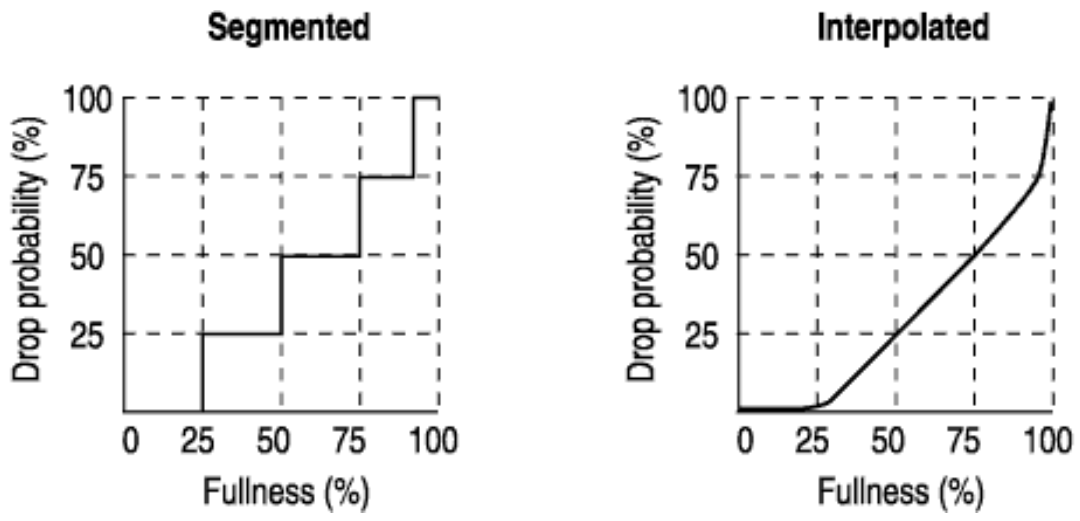 Segmented
Drop probability (%)
100
75
50
25
0 25 50 75 100
Fullness (%)
Interpolated
Drop probability (%)
100
75
50
25
0 25 50 75 100
Fullness (%)